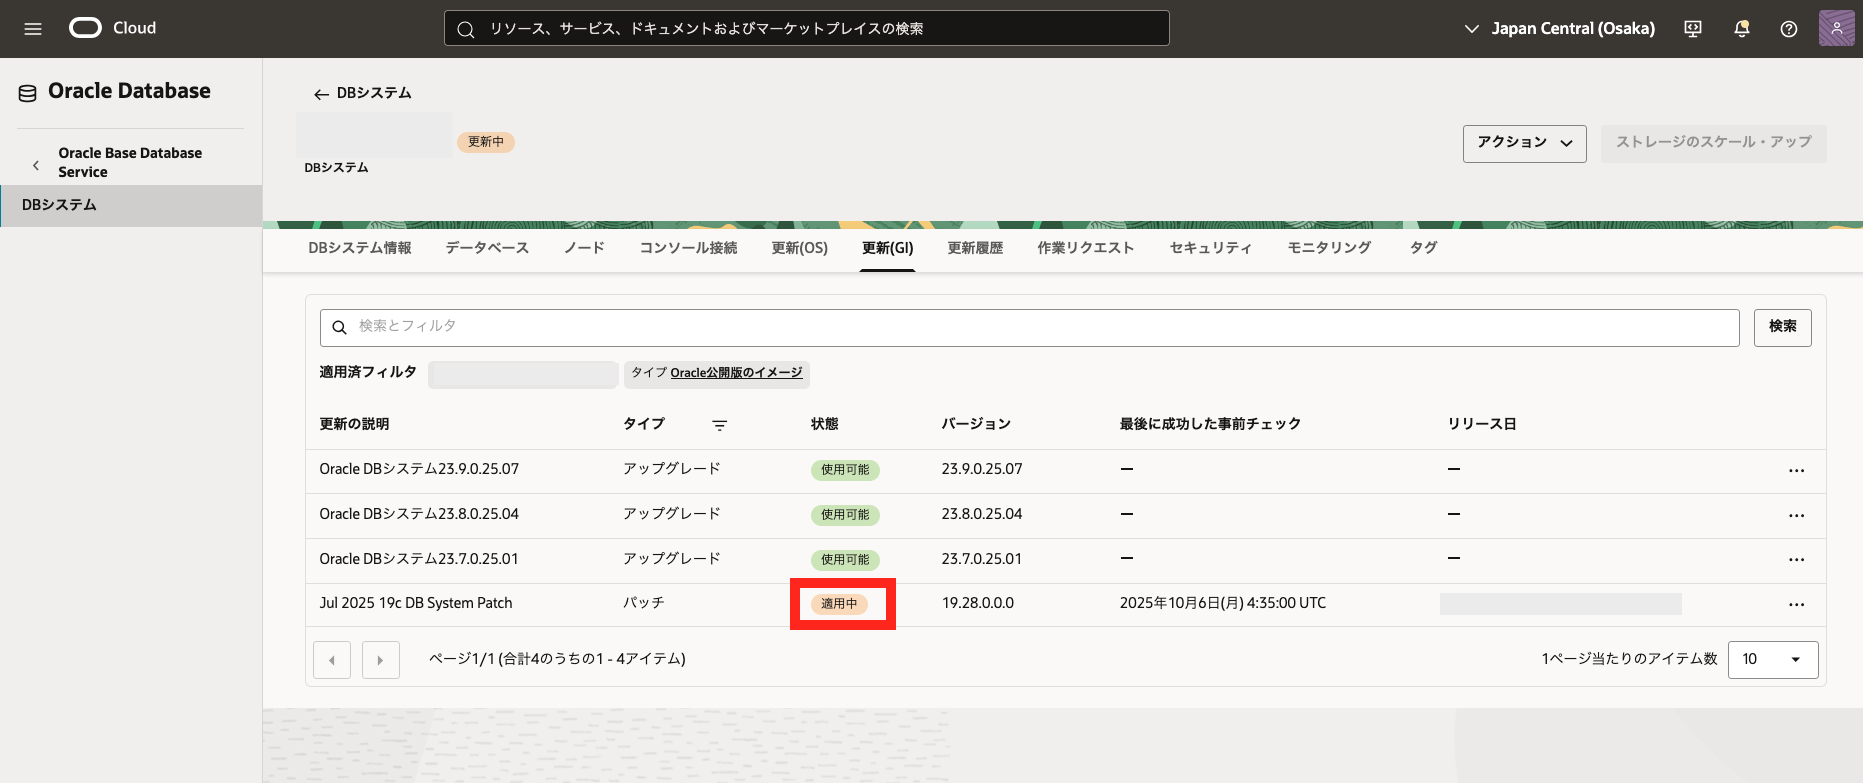 Cloud
リソース、サービス、ドキュメントおよびマーケットプレイスの検索
Japan Central (Osaka)
Oracle Database
Oracle Base Database
Service
DBシステム
DBシステム
更新中
DBシステム
アクション
ストレージのスケール・アップ
DBシステム情報 データベース ノード コンソール接続 更新(OS) 更新(GI) 更新履歴 作業リクエスト セキュリティ モニタリング タグ
検索とフィルタ
検索
適用済フィルタ タイプ Oracle公開版のイメージ
更新の説明 タイプ 状態 バージョン 最後に成功した事前チェック リリース日
Oracle DBシステム23.9.0.25.07 アップグレード 使用可能 23.9.0.25.07 — — ...
Oracle DBシステム23.8.0.25.04 アップグレード 使用可能 23.8.0.25.04 — — ...
Oracle DBシステム23.7.0.25.01 アップグレード 使用可能 23.7.0.25.01 — — ...
Jul 2025 19c DB System Patch パッチ 適用中 19.28.0.0.0 2025年10月6日(月) 4:35:00 UTC ...
ページ1/1 (合計4のうちの1 - 4アイテム)
1ページ当たりのアイテム数 10